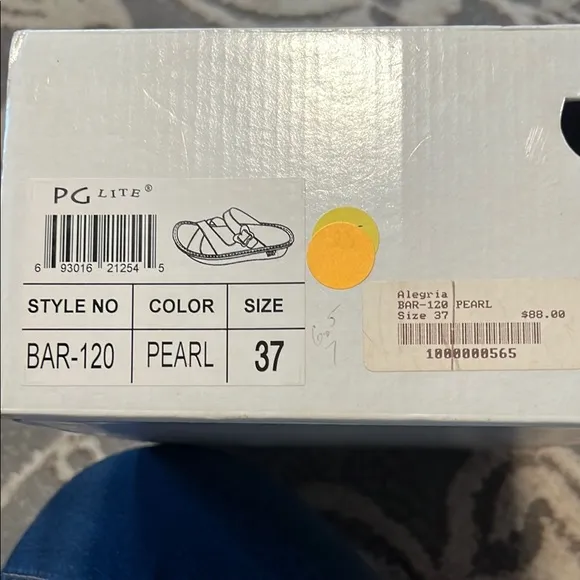 PG LITE®
6 93016 21254 5
STYLE NO COLOR SIZE
BAR-120 PEARL 37
Alegria
BAR-120 PEARL
Size 37 $88.00
1000000565